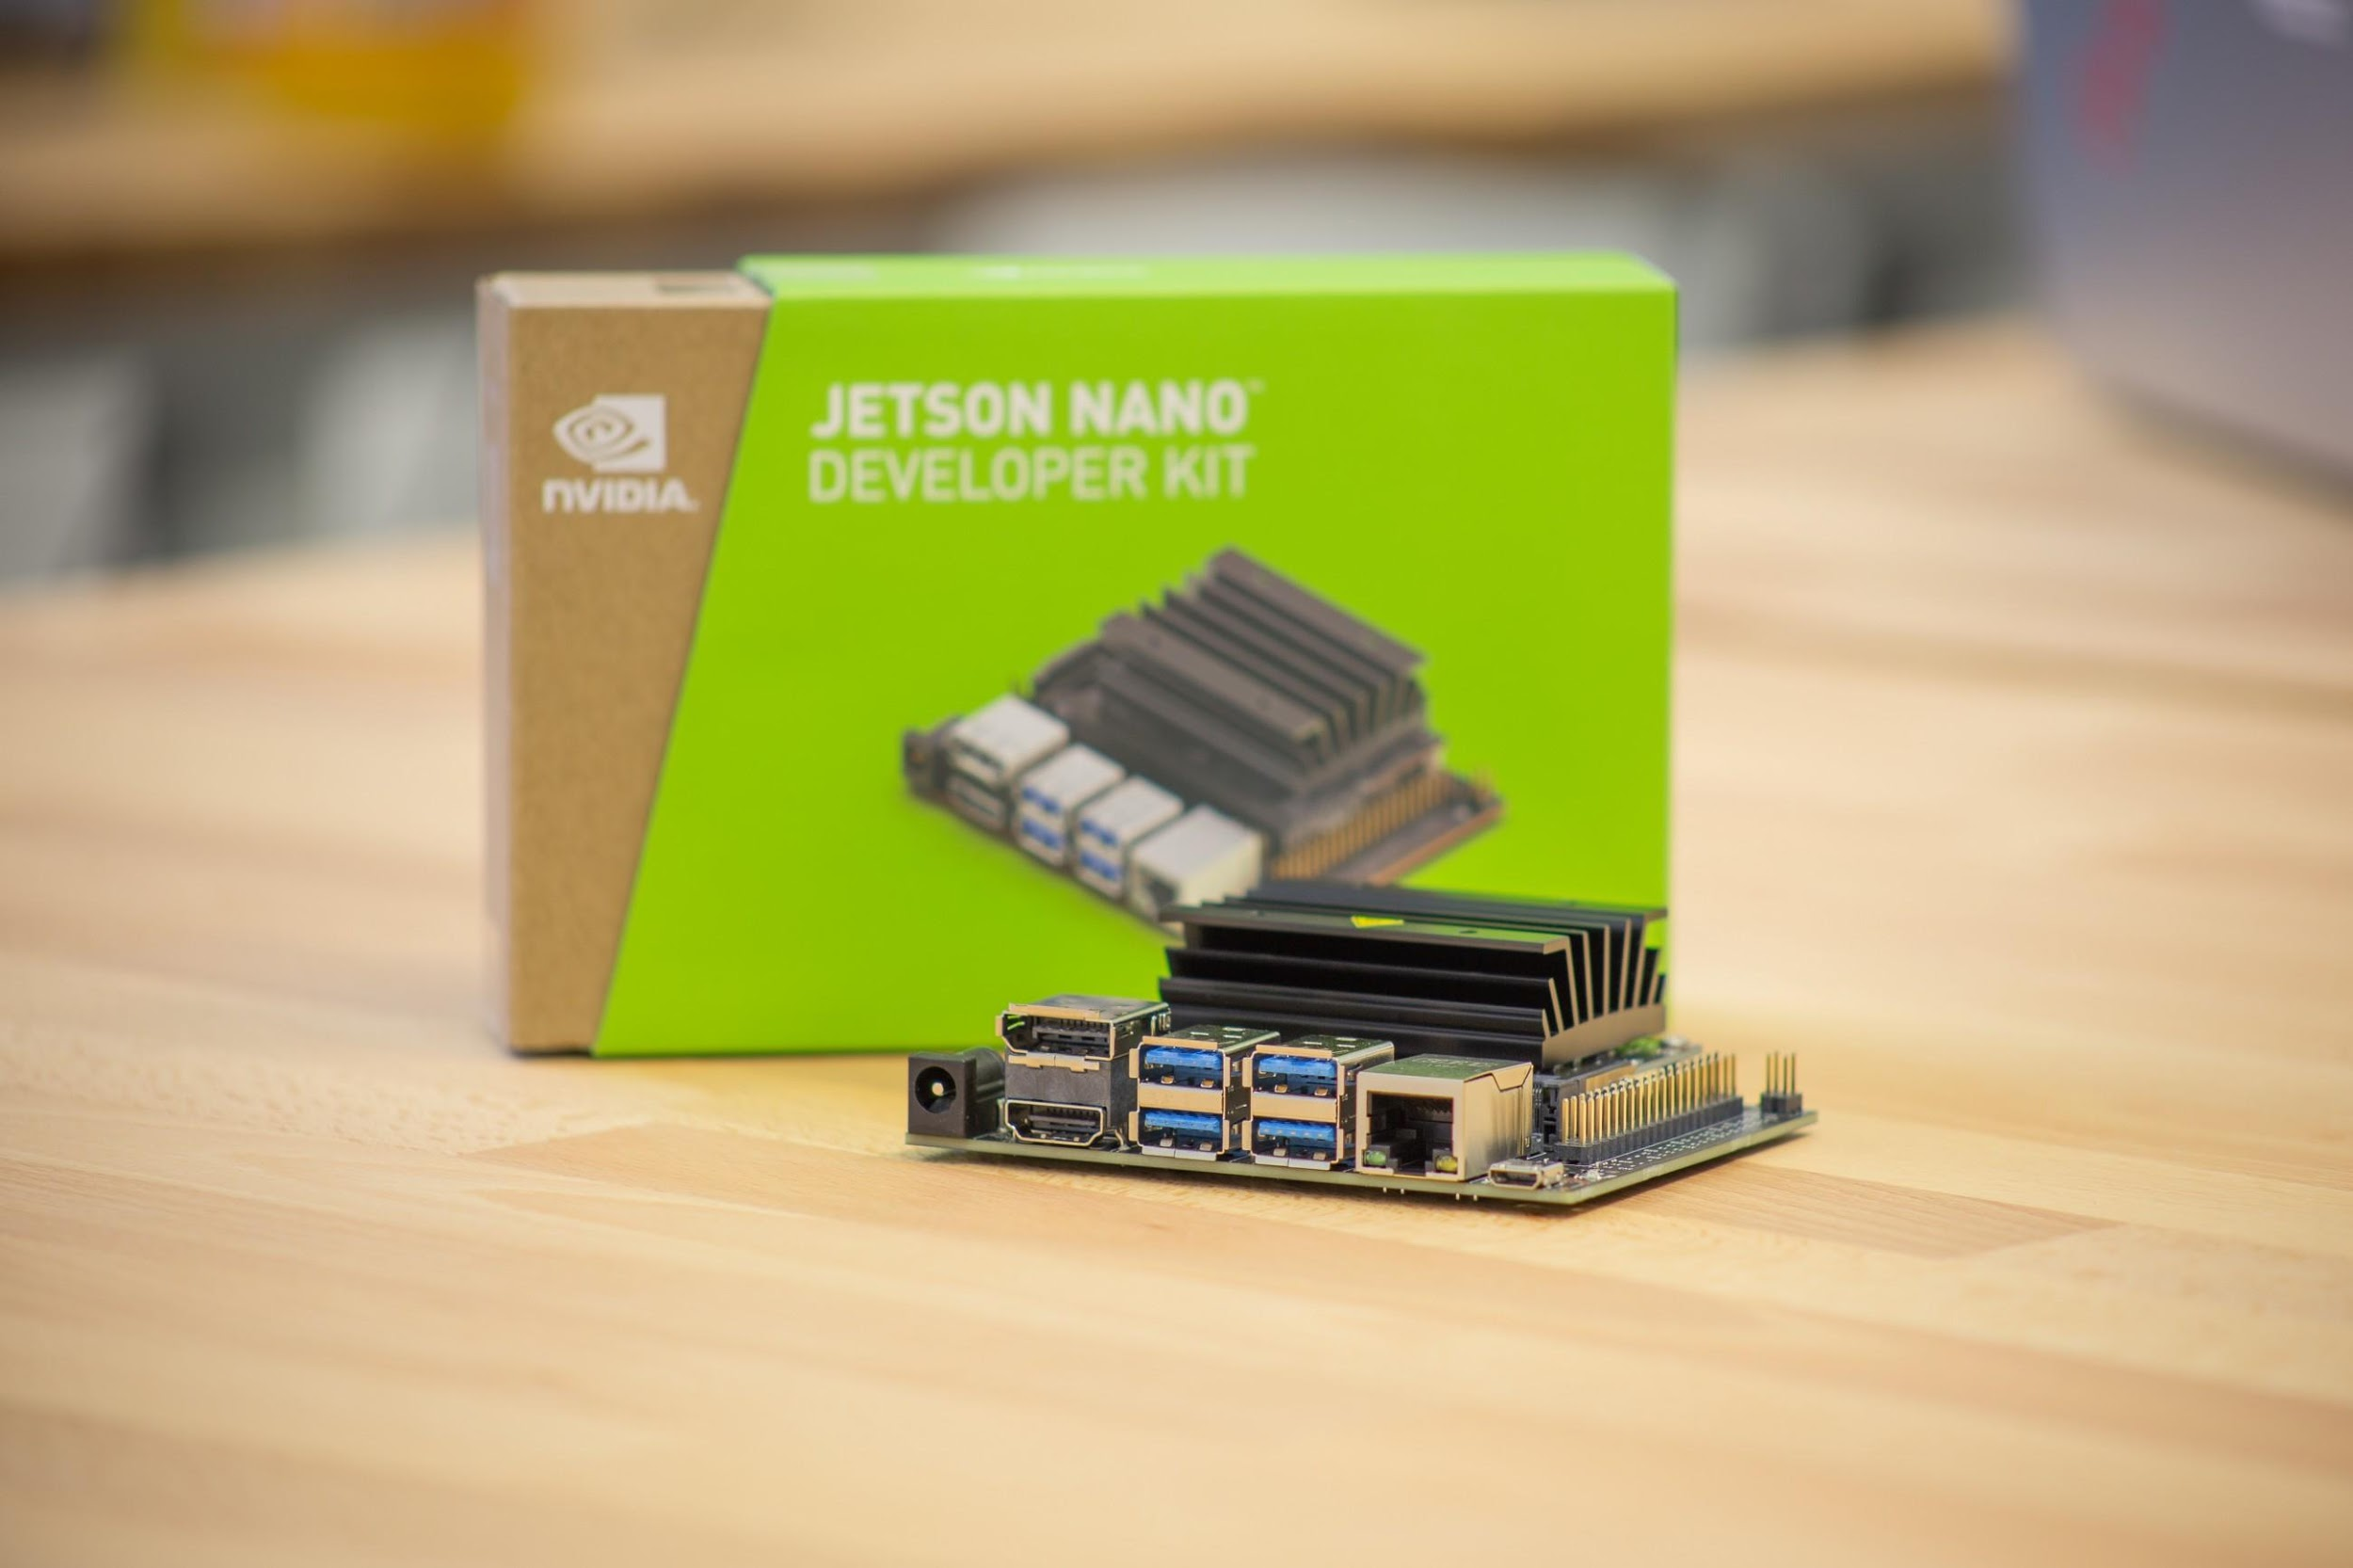 NVIDIA.
JETSON NANO™
DEVELOPER KIT